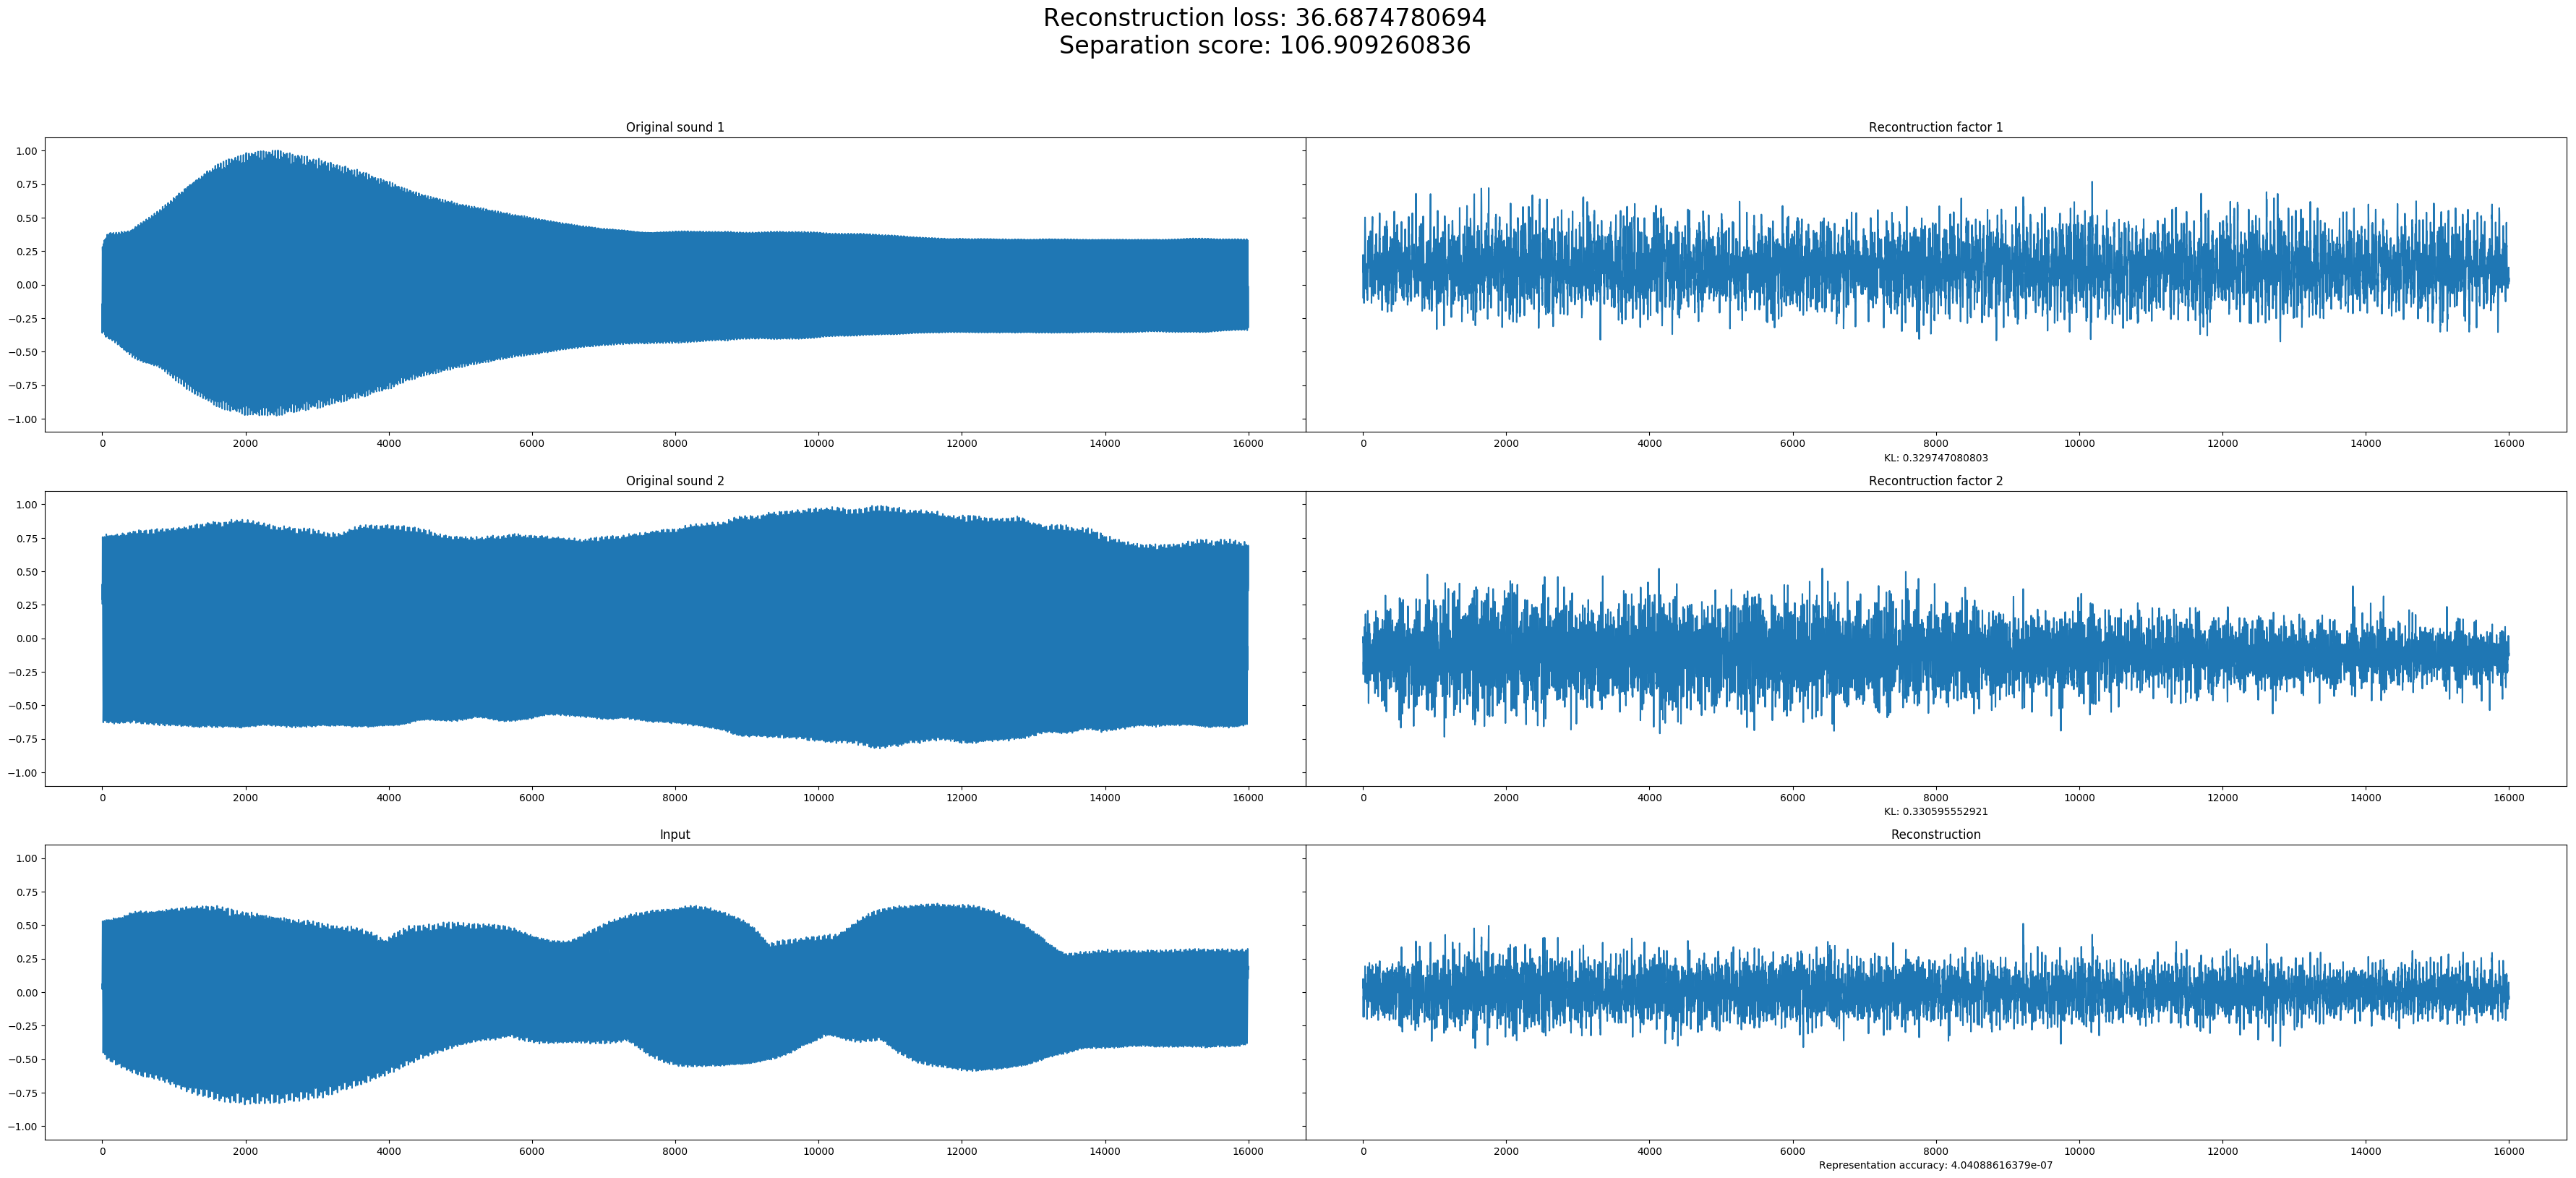 Reconstruction loss: 36.6874780694
Separation score: 106.909260836
Original sound 1
Recontruction factor 1
1.00
0.75
0.50
0.25
0.00
−0.25
−0.50
−0.75
−1.00
0 2000 4000 6000 8000 10000 12000 14000 16000
0 2000 4000 6000 8000 10000 12000 14000 16000
KL: 0.329747080803
Original sound 2
Recontruction factor 2
1.00
0.75
0.50
0.25
0.00
−0.25
−0.50
−0.75
−1.00
0 2000 4000 6000 8000 10000 12000 14000 16000
0 2000 4000 6000 8000 10000 12000 14000 16000
KL: 0.330595552921
Input
Reconstruction
1.00
0.75
0.50
0.25
0.00
−0.25
−0.50
−0.75
−1.00
0 2000 4000 6000 8000 10000 12000 14000 16000
0 2000 4000 6000 8000 10000 12000 14000 16000
Representation accuracy: 4.04088616379e-07